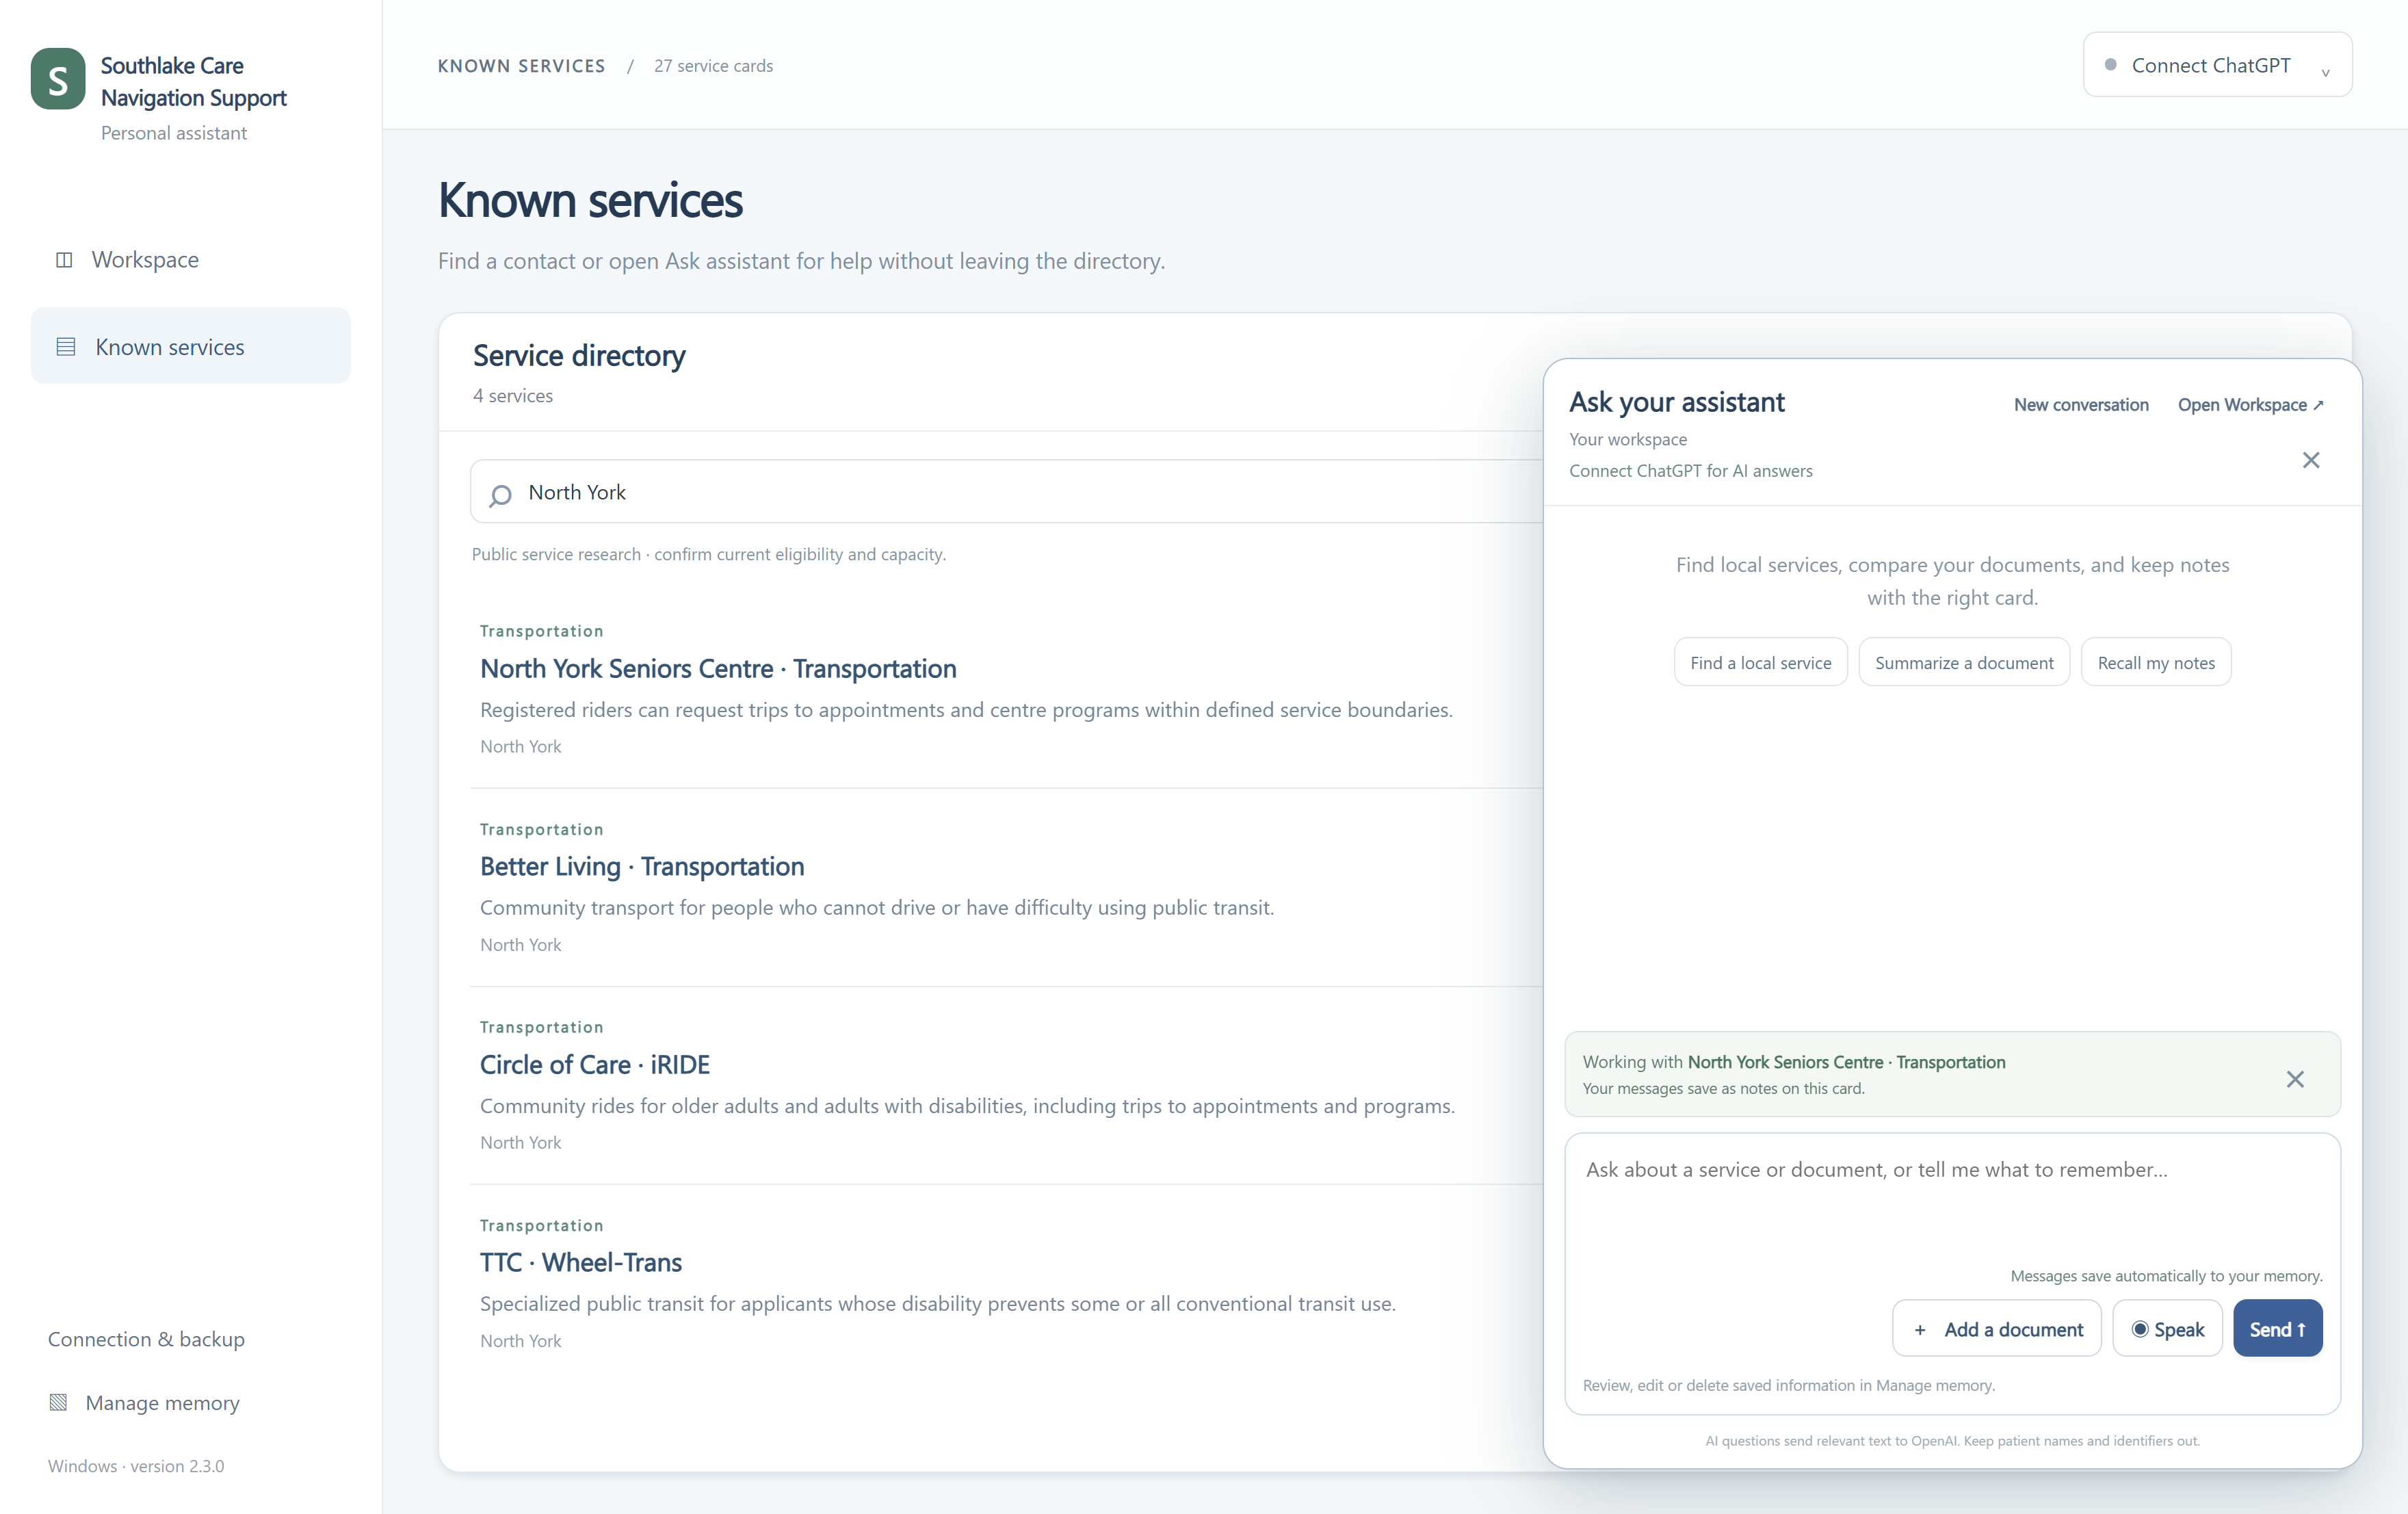 S
Southlake Care
Navigation Support
Personal assistant
Workspace
Known services
Connection & backup
Manage memory
Windows · version 2.3.0
KNOWN SERVICES / 27 service cards
Connect ChatGPT v
Known services
Find a contact or open Ask assistant for help without leaving the directory.
Service directory
4 services
North York
Public service research · confirm current eligibility and capacity.
Transportation
North York Seniors Centre · Transportation
Registered riders can request trips to appointments and centre programs within defined service boundaries.
North York
Transportation
Better Living · Transportation
Community transport for people who cannot drive or have difficulty using public transit.
North York
Transportation
Circle of Care · iRIDE
Community rides for older adults and adults with disabilities, including trips to appointments and programs.
North York
Transportation
TTC · Wheel-Trans
Specialized public transit for applicants whose disability prevents some or all conventional transit use.
North York
Ask your assistant
New conversation
Open Workspace ↗
Your workspace
Connect ChatGPT for AI answers
Find local services, compare your documents, and keep notes
with the right card.
Find a local service
Summarize a document
Recall my notes
Working with North York Seniors Centre · Transportation
Your messages save as notes on this card.
Ask about a service or document, or tell me what to remember...
Messages save automatically to your memory.
+ Add a document
Speak
Send ↑
Review, edit or delete saved information in Manage memory.
AI questions send relevant text to OpenAI. Keep patient names and identifiers out.